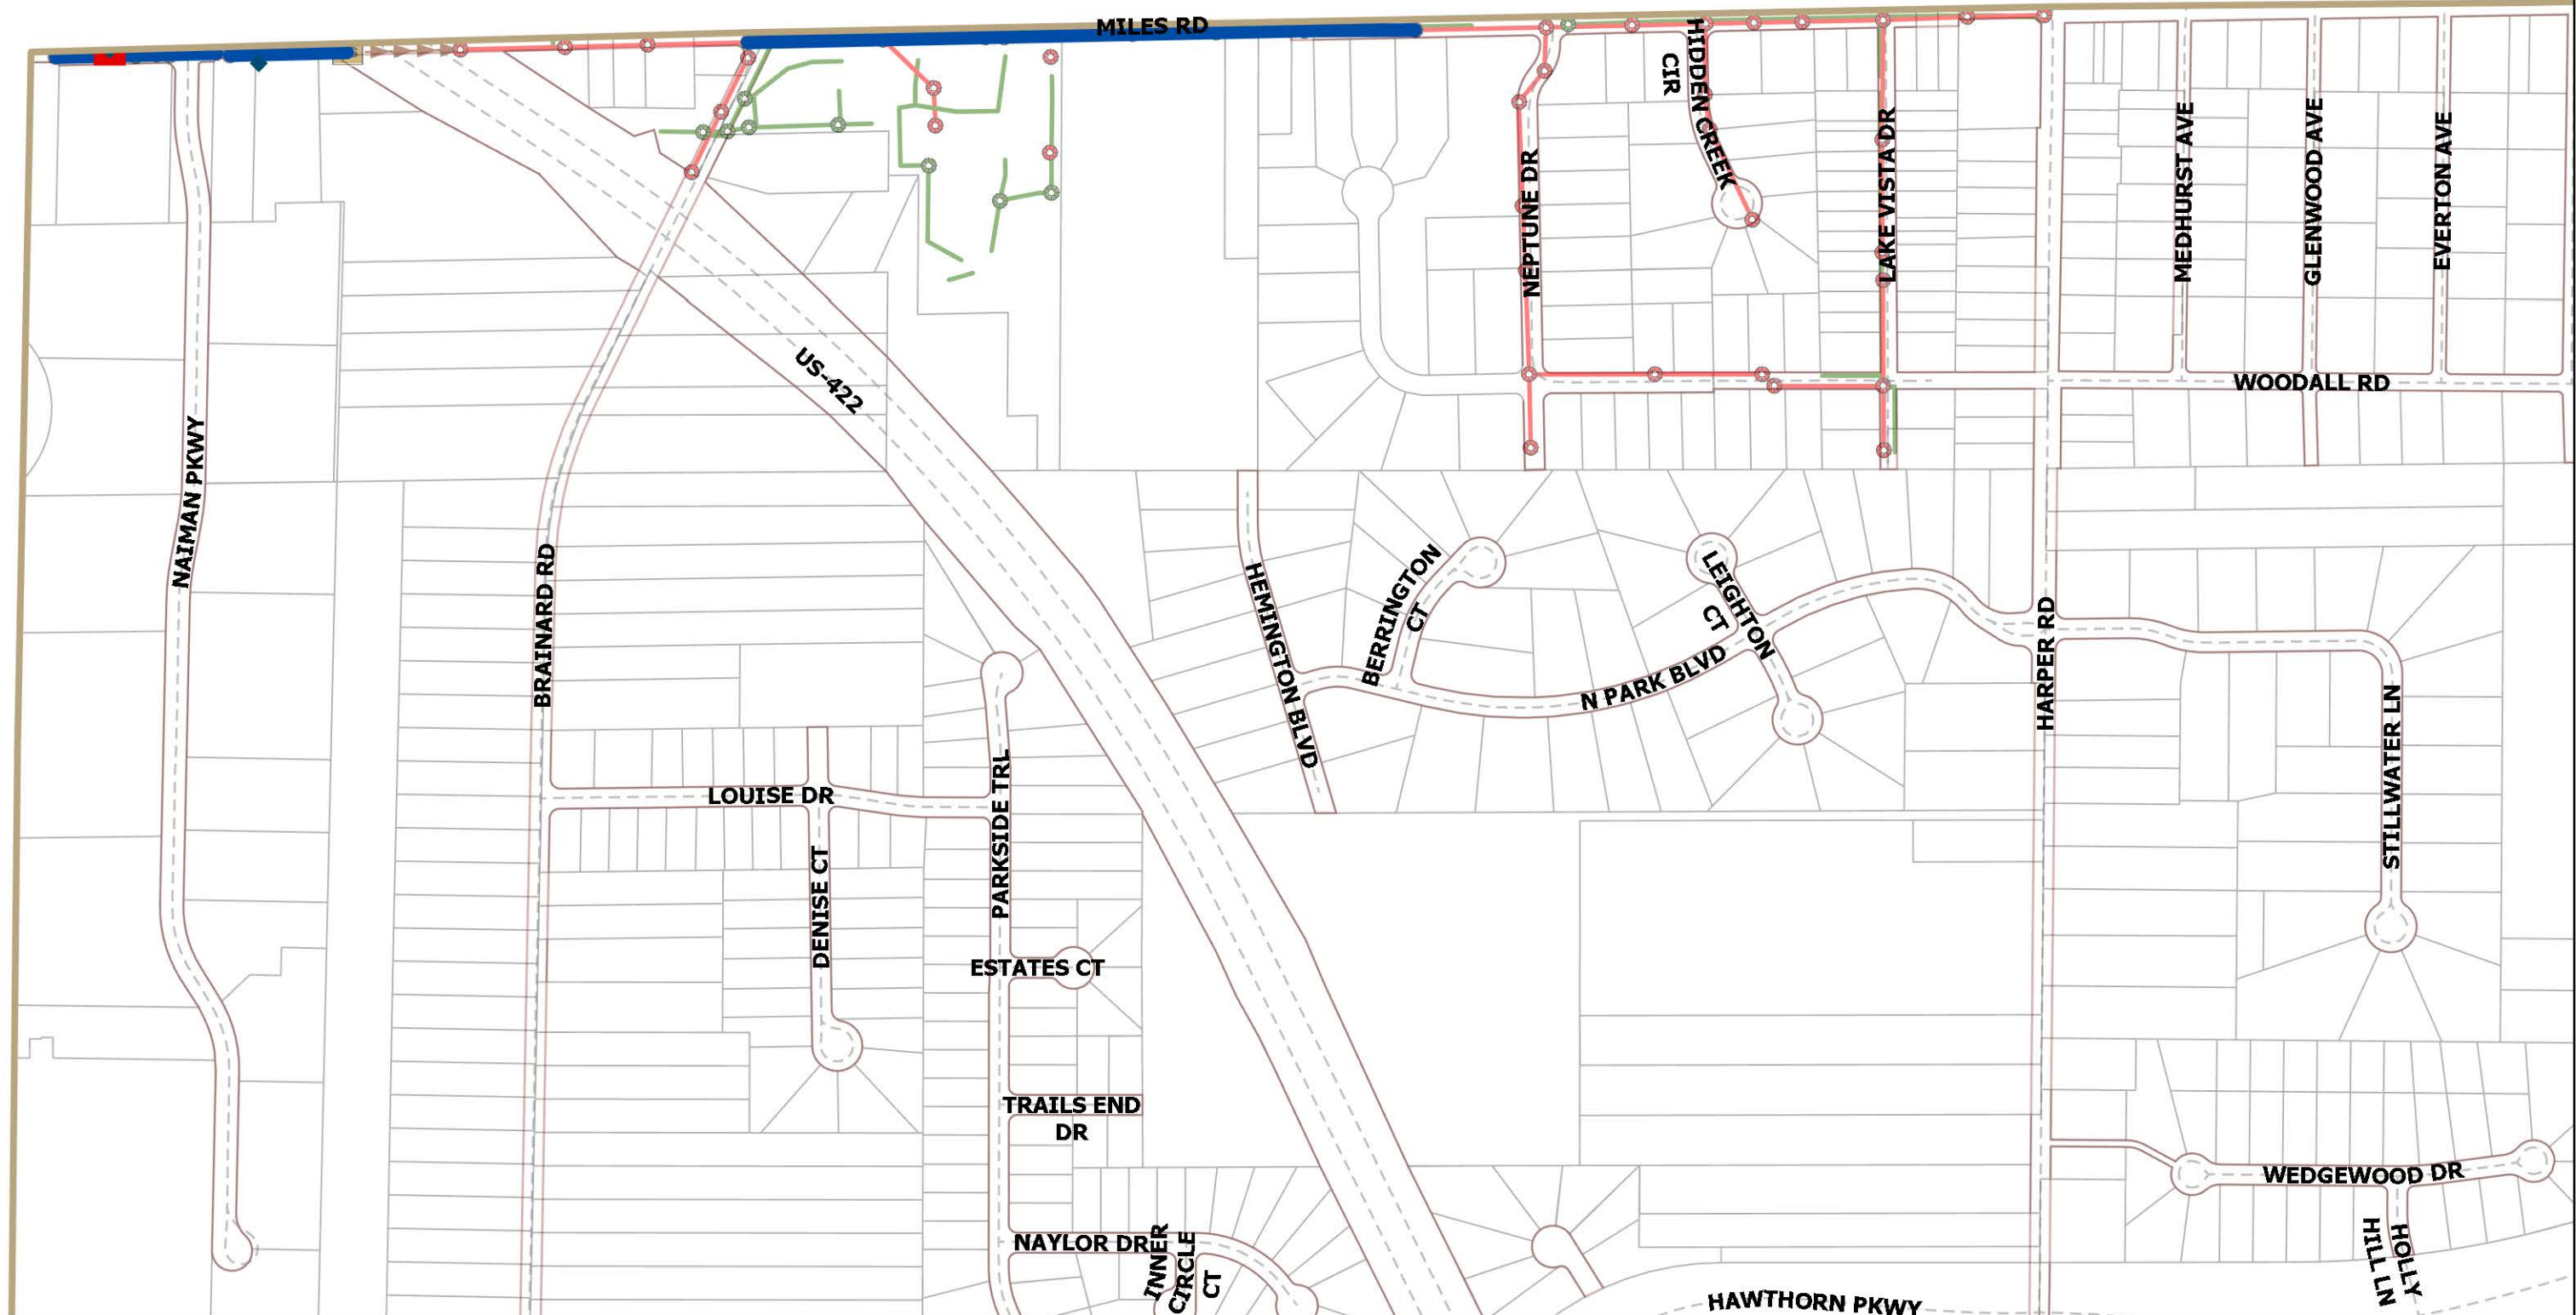 MILES RD
HIDDEN CREEK
CIR
NEPTUNE DR
LAKE VISTA DR
MEDHURST AVE
GLENWOOD AVE
EVERTON AVE
US-422
WOODALL RD
NAIMAN PKWY
BRAINARD RD
HEMINGTON BLVD
BERRINGTON
CT
LEIGHTON
CT
N PARK BLVD
HARPER RD
STILLWATER LN
LOUISE DR
PARKSIDE TRL
DENISE CT
ESTATES CT
TRAILS END
DR
WEDGEWOOD DR
NAYLOR DR
INNER
CIRCLE
CT
HOLLY
HILL LN
HAWTHORN PKWY